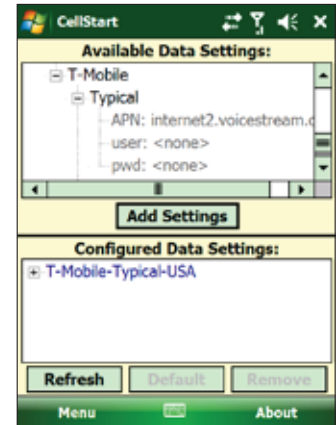 CellStart
Available Data Settings:
T-Mobile
Typical
APN: internet2.voicestream.c
user: <none>
pwd: <none>
Add Settings
Configured Data Settings:
T-Mobile-Typical-USA
Refresh Default Remove
Menu About